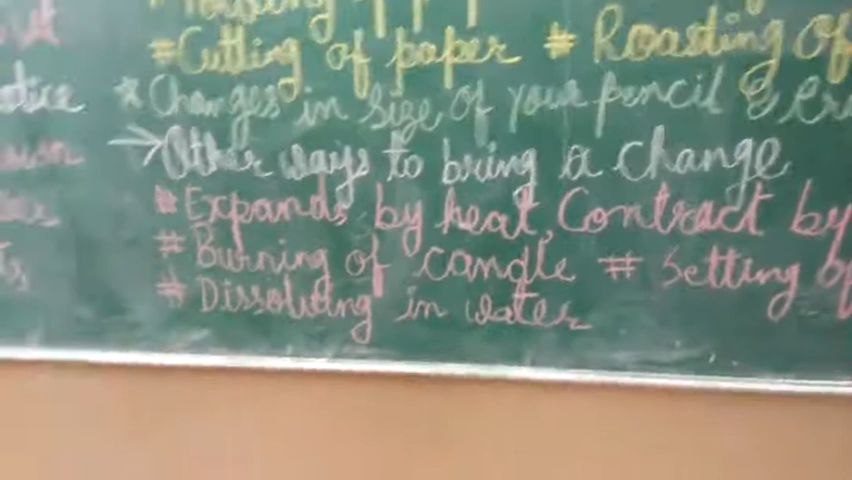 # Cutting of paper # Roasting of
* Changes in size of your pencil &
→ Other ways to bring a change
# Expands by heat, Contract by
# Burning of candle # Setting of
# Dissolving in water